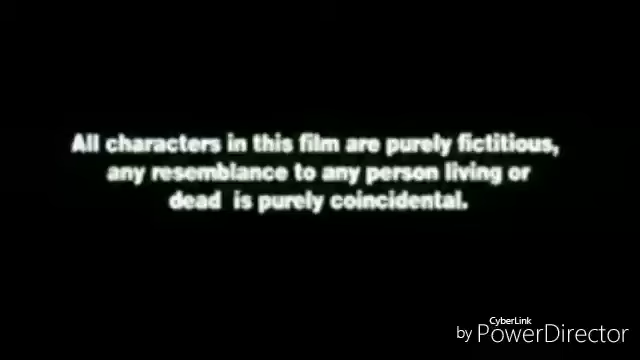 All characters in this film are purely fictitious,
any resemblance to any person living or
dead is purely coincidental.
CyberLink
by PowerDirector